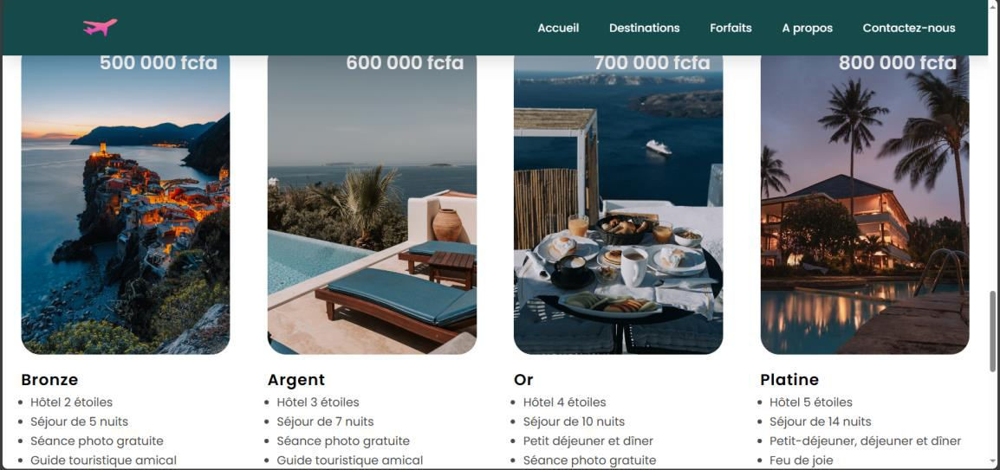 Accueil Destinations Forfaits A propos Contactez-nous
500 000 fcfa
600 000 fcfa
700 000 fcfa
800 000 fcfa
Bronze
Hôtel 2 étoiles
Séjour de 5 nuits
Séance photo gratuite
Guide touristique amical
Argent
Hôtel 3 étoiles
Séjour de 7 nuits
Séance photo gratuite
Guide touristique amical
Or
Hôtel 4 étoiles
Séjour de 10 nuits
Petit déjeuner et dîner
Séance photo gratuite
Platine
Hôtel 5 étoiles
Séjour de 14 nuits
Petit-déjeuner, déjeuner et dîner
Feu de joie